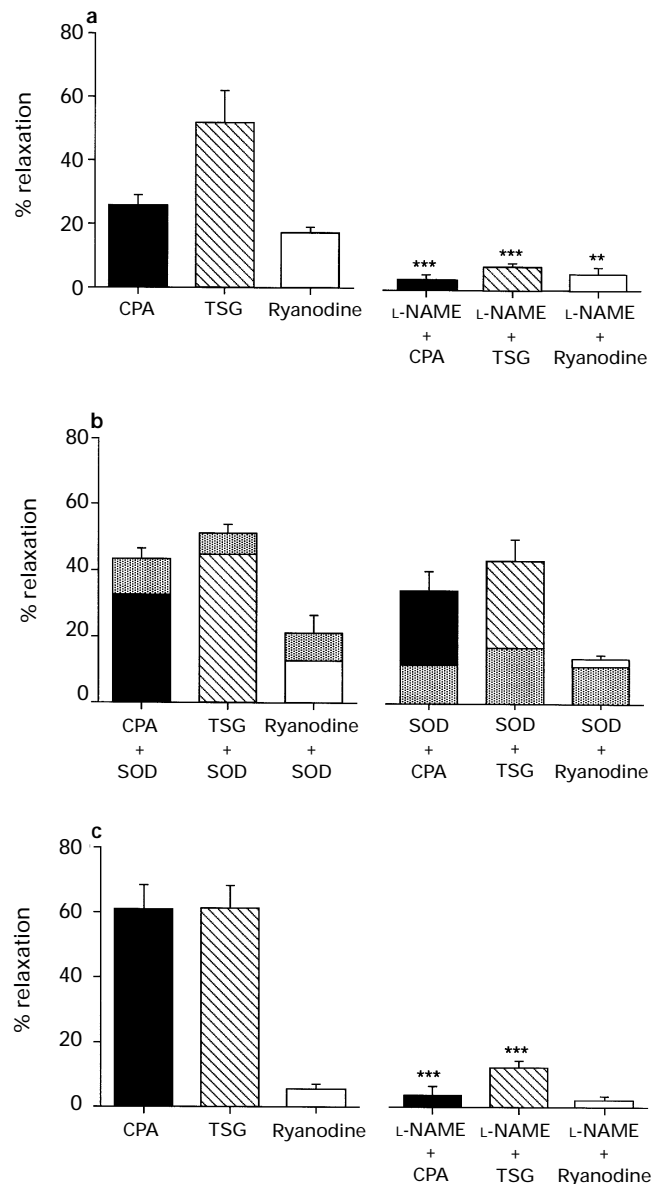 a
80
60
40
20
0
% relaxation
CPA TSG Ryanodine
*** *** **
L-NAME L-NAME L-NAME
+ + +
CPA TSG Ryanodine
b
80
60
40
20
0
% relaxation
CPA TSG Ryanodine
+ + +
SOD SOD SOD
SOD SOD SOD
+ + +
CPA TSG Ryanodine
c
80
60
40
20
0
% relaxation
CPA TSG Ryanodine
*** ***
L-NAME L-NAME L-NAME
+ + +
CPA TSG Ryanodine